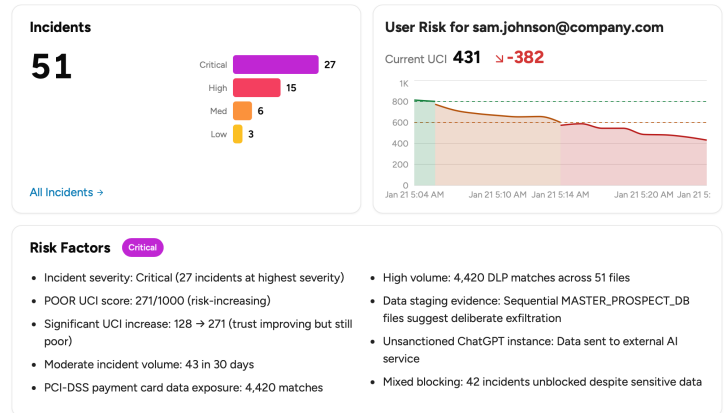 Incidents
51
Critical 27
High 15
Med 6
Low 3
All Incidents →
User Risk for sam.johnson@company.com
Current UCI 431 ↘-382
1K
800
600
400
200
0
Jan 21 5:04 AM Jan 21 5:10 AM Jan 21 5:14 AM Jan 21 5:20 AM Jan 21 5:
Risk Factors Critical
• Incident severity: Critical (27 incidents at highest severity)
• POOR UCI score: 271/1000 (risk-increasing)
• Significant UCI increase: 128 → 271 (trust improving but still
poor)
• Moderate incident volume: 43 in 30 days
• PCI-DSS payment card data exposure: 4,420 matches
• High volume: 4,420 DLP matches across 51 files
• Data staging evidence: Sequential MASTER_PROSPECT_DB
files suggest deliberate exfiltration
• Unsanctioned ChatGPT instance: Data sent to external AI
service
• Mixed blocking: 42 incidents unblocked despite sensitive data